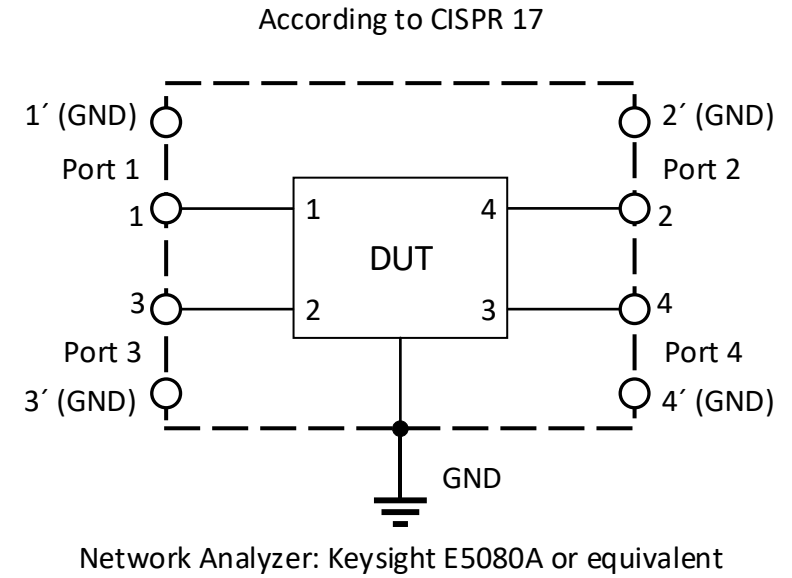 According to CISPR 17
1´ (GND)
2´ (GND)
Port 1
Port 2
1
1
4
2
DUT
3
2
3
4
Port 3
Port 4
3´ (GND)
4´ (GND)
GND
Network Analyzer: Keysight E5080A or equivalent